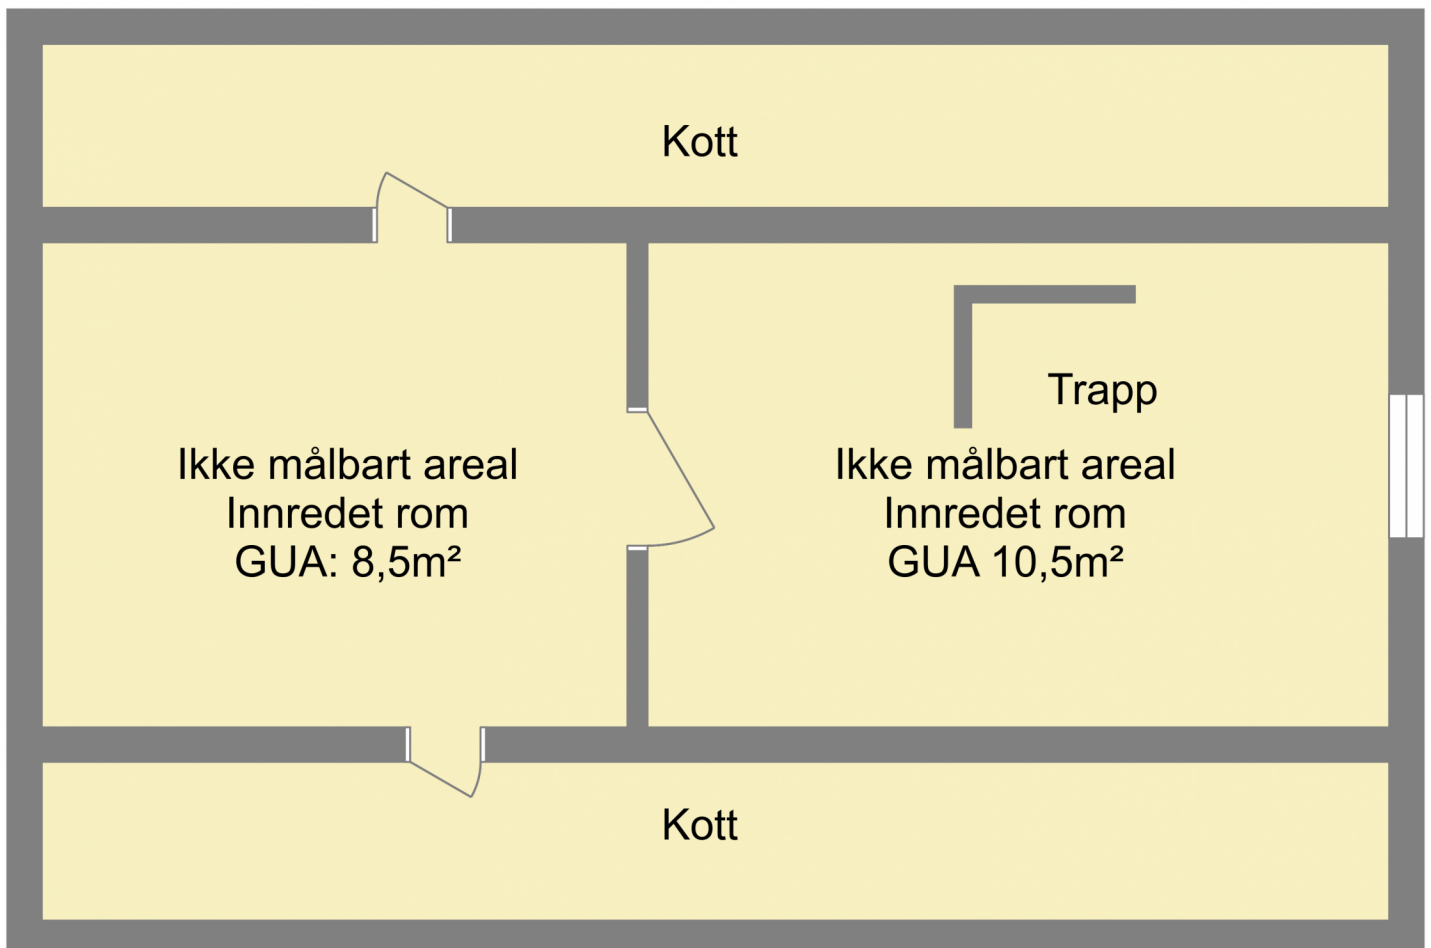 Kott
Trapp
Ikke målbart areal
Innredet rom
GUA: 8,5m²
Ikke målbart areal
Innredet rom
GUA 10,5m²
Kott